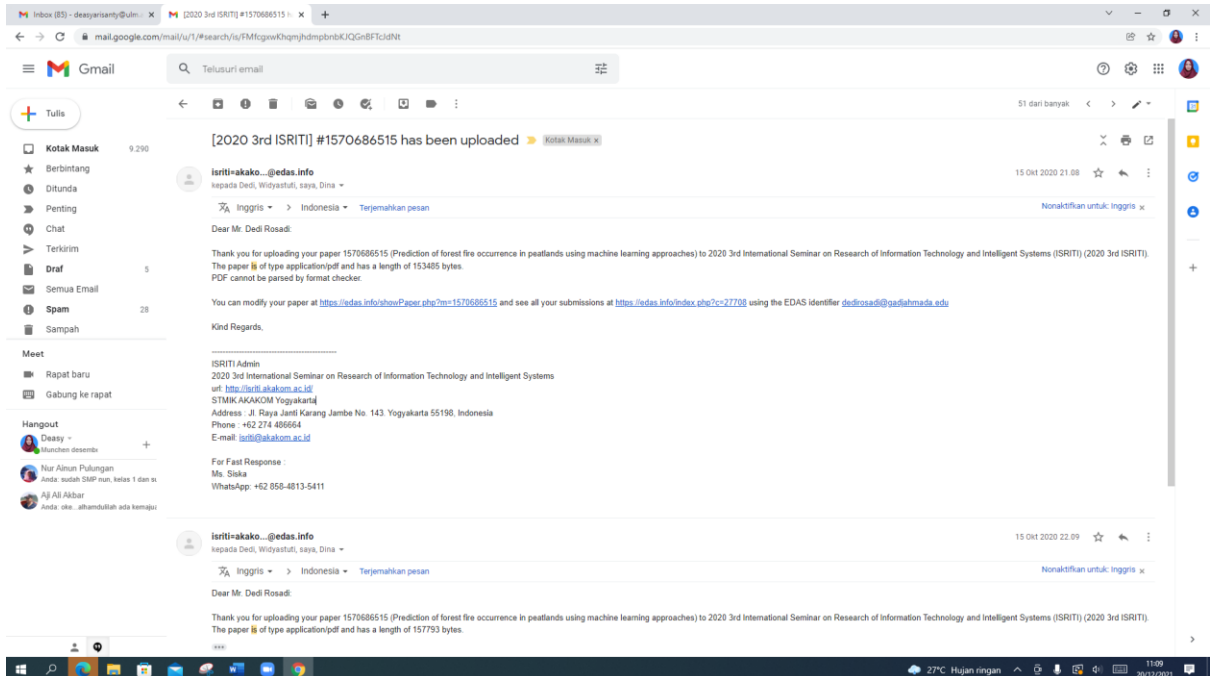 Inbox (85) - deasyarisanty@ulm.a
[2020 3rd ISRITI] #1570686515 h
mail.google.com/mail/u/1/#search/is/FMfcgxwKhqmjhdmpbnbKJQGnBFTcJdNt
Gmail
Telusuri email
Tulis
51 dari banyak
Kotak Masuk 9.290
Berbintang
Ditunda
Penting
Chat
Terkirim
Draf 5
Semua Email
Spam 28
Sampah
Meet
Rapat baru
Gabung ke rapat
Hangout
Deasy
Munchen desember
Nur Ainun Pulungan
Anda: sudah SMP nun, kelas 1 dan su
Aji Ali Akbar
Anda: oke...alhamdulilah ada kemajua
[2020 3rd ISRITI] #1570686515 has been uploaded Kotak Masuk x
isriti=akako...@edas.info 15 Okt 2020 21.08
kepada Dedi, Widyastuti, saya, Dina
Inggris > Indonesia Terjemahkan pesan Nonaktifkan untuk: Inggris x
Dear Mr. Dedi Rosadi:
Thank you for uploading your paper 1570686515 (Prediction of forest fire occurrence in peatlands using machine learning approaches) to 2020 3rd International Seminar on Research of Information Technology and Intelligent Systems (ISRITI) (2020 3rd ISRITI).
The paper is of type application/pdf and has a length of 153485 bytes.
PDF cannot be parsed by format checker.
You can modify your paper at https://edas.info/showPaper.php?m=1570686515 and see all your submissions at https://edas.info/index.php?c=27708 using the EDAS identifier dedirosadi@gadjahmada.edu
Kind Regards,
----------------------------------------
ISRITI Admin
2020 3rd International Seminar on Research of Information Technology and Intelligent Systems
url: http://isriti.akakom.ac.id/
STMIK AKAKOM Yogyakarta
Address : Jl. Raya Janti Karang Jambe No. 143. Yogyakarta 55198, Indonesia
Phone : +62 274 486664
E-mail: isriti@akakom.ac.id
For Fast Response :
Ms. Siska
WhatsApp: +62 858-4813-5411
isriti=akako...@edas.info 15 Okt 2020 22.09
kepada Dedi, Widyastuti, saya, Dina
Inggris > Indonesia Terjemahkan pesan Nonaktifkan untuk: Inggris x
Dear Mr. Dedi Rosadi:
Thank you for uploading your paper 1570686515 (Prediction of forest fire occurrence in peatlands using machine learning approaches) to 2020 3rd International Seminar on Research of Information Technology and Intelligent Systems (ISRITI) (2020 3rd ISRITI).
The paper is of type application/pdf and has a length of 157793 bytes.
27°C Hujan ringan
11:09
20/12/2021